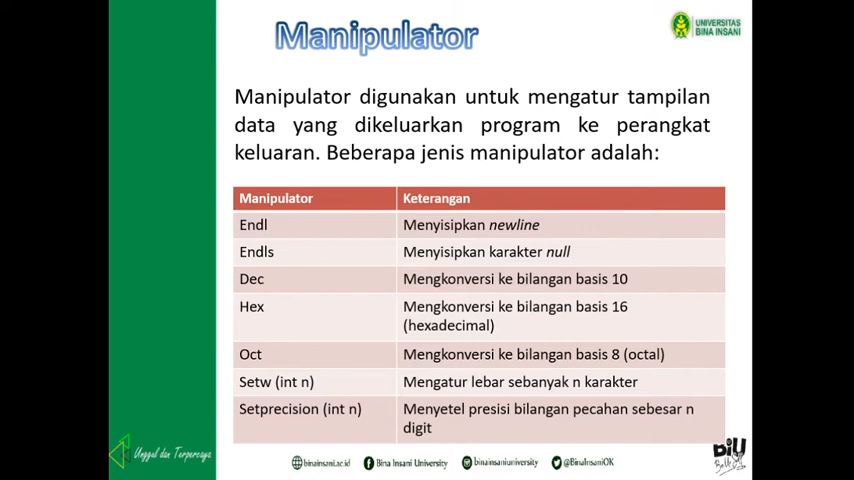 Manipulator
UNIVERSITAS
BINA INSANI
Manipulator digunakan untuk mengatur tampilan
data yang dikeluarkan program ke perangkat
keluaran. Beberapa jenis manipulator adalah:
Manipulator Keterangan
Endl Menyisipkan newline
Endls Menyisipkan karakter null
Dec Mengkonversi ke bilangan basis 10
Hex Mengkonversi ke bilangan basis 16
(hexadecimal)
Oct Mengkonversi ke bilangan basis 8 (octal)
Setw (int n) Mengatur lebar sebanyak n karakter
Setprecision (int n) Menyetel presisi bilangan pecahan sebesar n
digit
Unggul dan Terpercaya
binainsani.ac.id Bina Insani University binainsaniuniversity @BinaInsaniOK
BiU